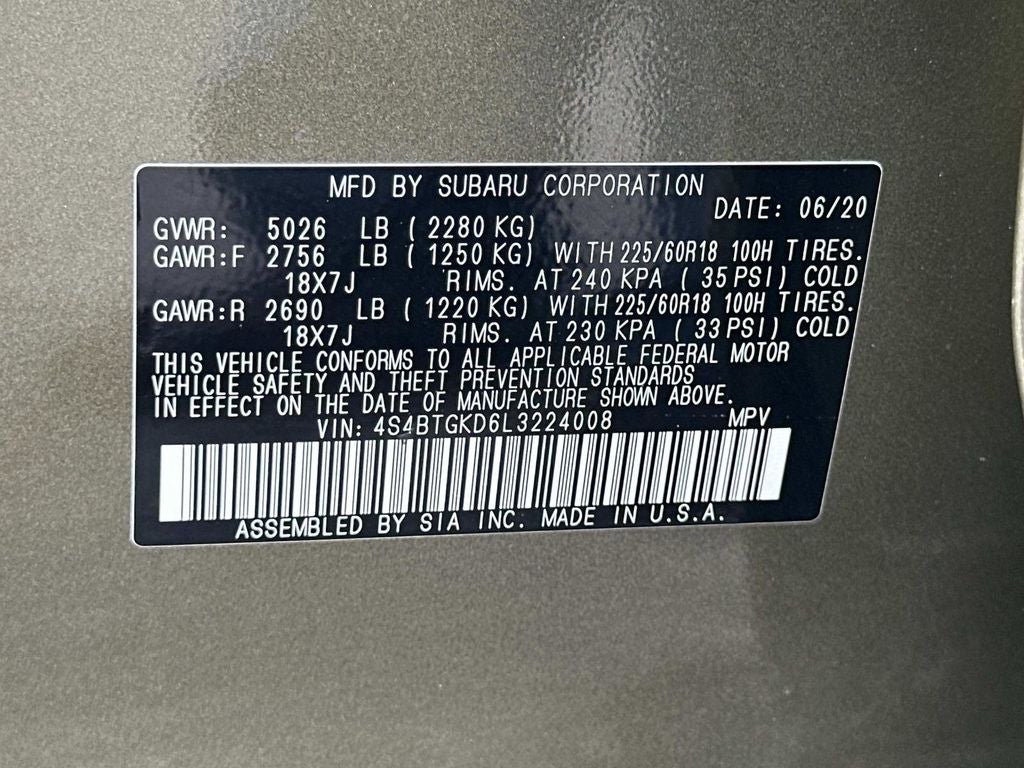 MFD BY SUBARU CORPORATION
DATE: 06/20
GVWR: 5026 LB ( 2280 KG)
GAWR:F 2756 LB ( 1250 KG) WITH 225/60R18 100H TIRES.
18X7J RIMS. AT 240 KPA ( 35 PSI) COLD
GAWR:R 2690 LB ( 1220 KG) WITH 225/60R18 100H TIRES.
18X7J RIMS. AT 230 KPA ( 33 PSI) COLD
THIS VEHICLE CONFORMS TO ALL APPLICABLE FEDERAL MOTOR
VEHICLE SAFETY AND THEFT PREVENTION STANDARDS
IN EFFECT ON THE DATE OF MANUFACTURE SHOWN ABOVE.
VIN: 4S4BTGKD6L3224008 MPV
ASSEMBLED BY SIA INC. MADE IN U.S.A.